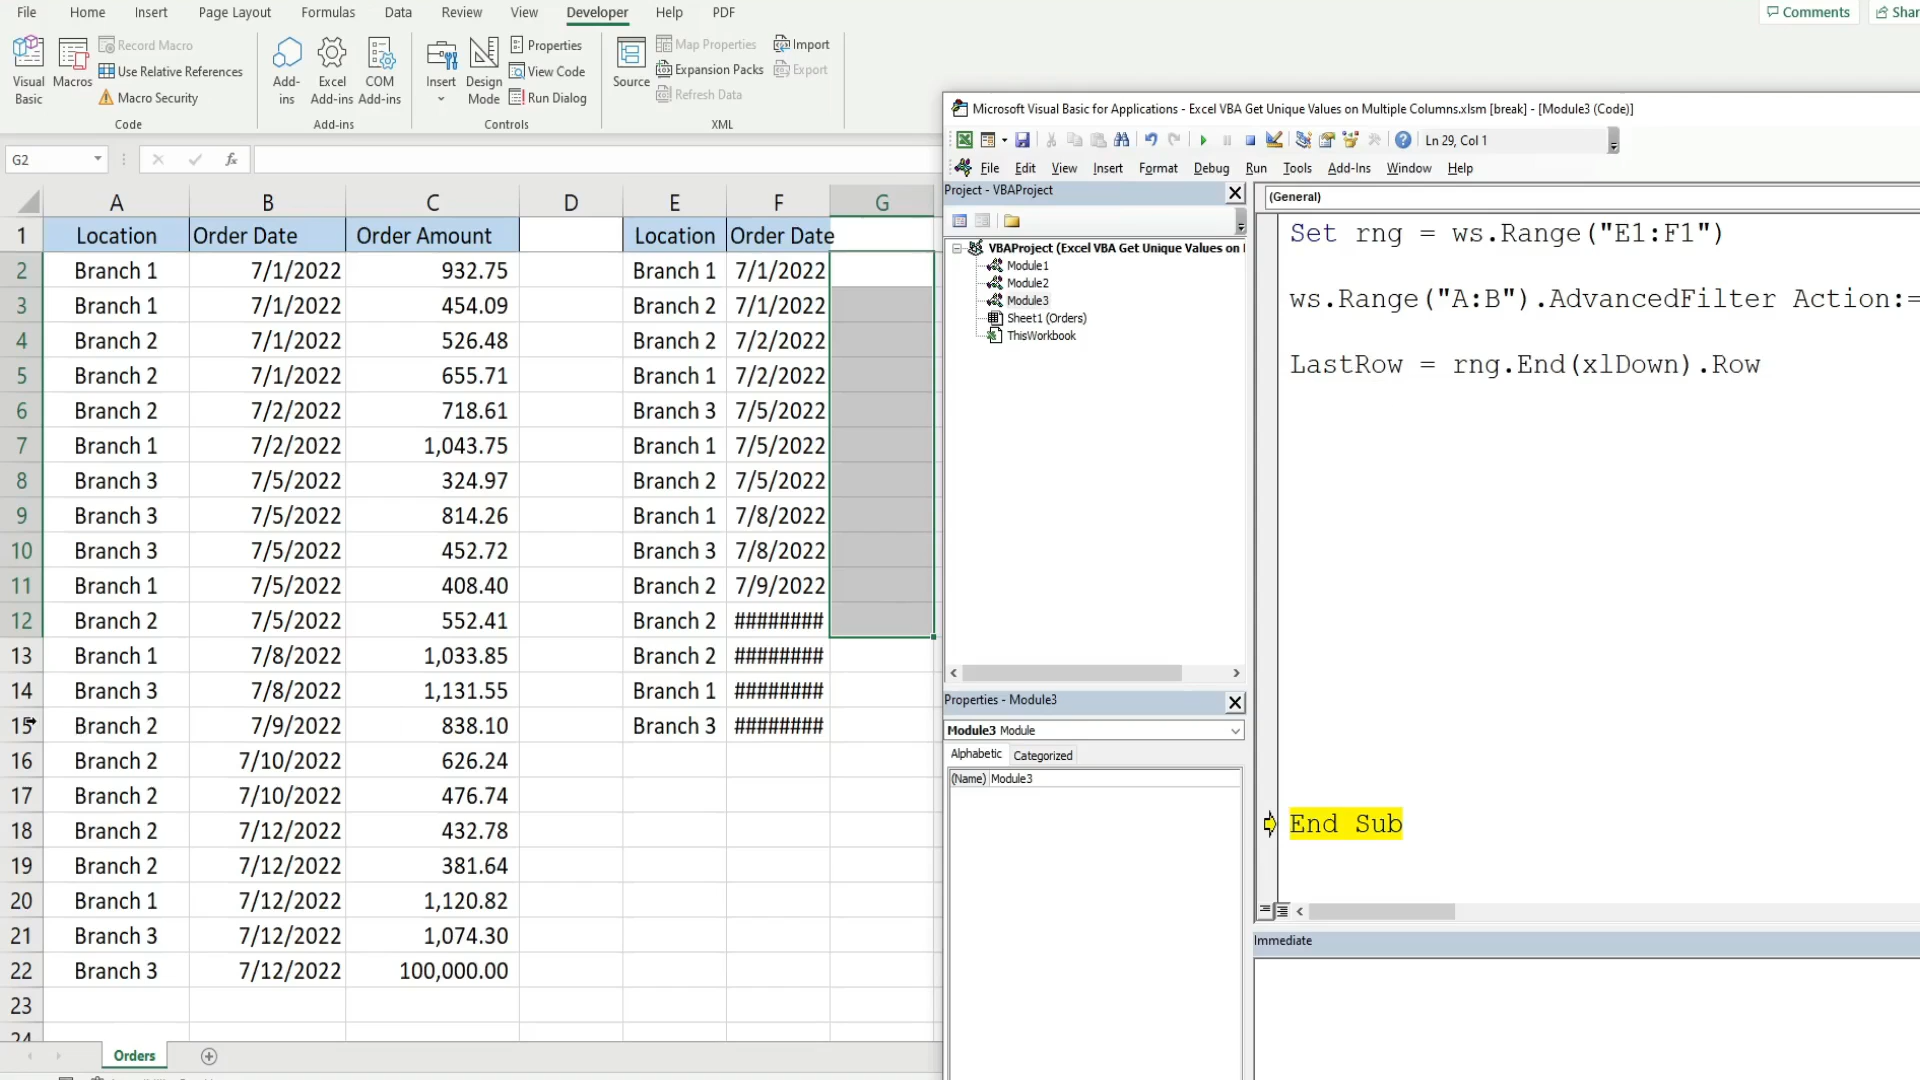 File Home Insert Page Layout Formulas Data Review View Developer Help PDF
Comments
Shar
Visual Basic
Macros
Record Macro
Use Relative References
Macro Security
Code
Add-ins
Excel Add-ins
COM Add-ins
Add-ins
Insert
Design Mode
Properties
View Code
Run Dialog
Controls
Source
Map Properties
Expansion Packs
Refresh Data
Import
Export
XML
G2 fx
A B C D E F G
1 Location Order Date Order Amount Location Order Date
2 Branch 1 7/1/2022 932.75 Branch 1 7/1/2022
3 Branch 1 7/1/2022 454.09 Branch 2 7/1/2022
4 Branch 2 7/1/2022 526.48 Branch 2 7/2/2022
5 Branch 2 7/1/2022 655.71 Branch 1 7/2/2022
6 Branch 2 7/2/2022 718.61 Branch 3 7/5/2022
7 Branch 1 7/2/2022 1,043.75 Branch 1 7/5/2022
8 Branch 3 7/5/2022 324.97 Branch 2 7/5/2022
9 Branch 3 7/5/2022 814.26 Branch 1 7/8/2022
10 Branch 3 7/5/2022 452.72 Branch 3 7/8/2022
11 Branch 1 7/5/2022 408.40 Branch 2 7/9/2022
12 Branch 2 7/5/2022 552.41 Branch 2 ########
13 Branch 1 7/8/2022 1,033.85 Branch 2 ########
14 Branch 3 7/8/2022 1,131.55 Branch 1 ########
15 Branch 2 7/9/2022 838.10 Branch 3 ########
16 Branch 2 7/10/2022 626.24
17 Branch 2 7/10/2022 476.74
18 Branch 2 7/12/2022 432.78
19 Branch 2 7/12/2022 381.64
20 Branch 1 7/12/2022 1,120.82
21 Branch 3 7/12/2022 1,074.30
22 Branch 3 7/12/2022 100,000.00
23
24
Orders
Microsoft Visual Basic for Applications - Excel VBA Get Unique Values on Multiple Columns.xlsm [break] - [Module3 (Code)]
Ln 29, Col 1
File Edit View Insert Format Debug Run Tools Add-Ins Window Help
Project - VBAProject
VBAProject (Excel VBA Get Unique Values on
Module1
Module2
Module3
Sheet1 (Orders)
ThisWorkbook
Properties - Module3
Module3 Module
Alphabetic Categorized
(Name) Module3
(General)
Set rng = ws.Range("E1:F1")
ws.Range("A:B").AdvancedFilter Action:=
LastRow = rng.End(xlDown).Row
End Sub
Immediate